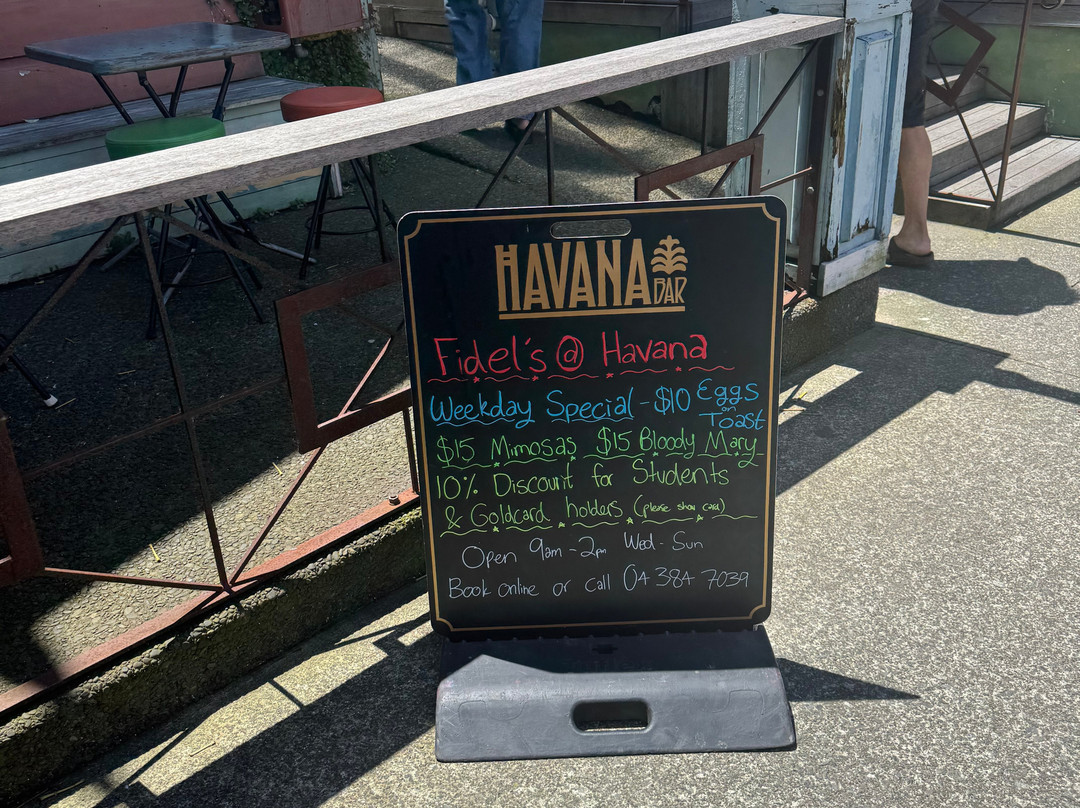 HAVANA BAR
Fidel's @ Havana
Weekday Special - $10 Eggs on Toast
$15 Mimosas $15 Bloody Mary
10% Discount for Students
& Goldcard holders (please show card)
Open 9am - 2pm Wed - Sun
Book online or call 04 384 7039